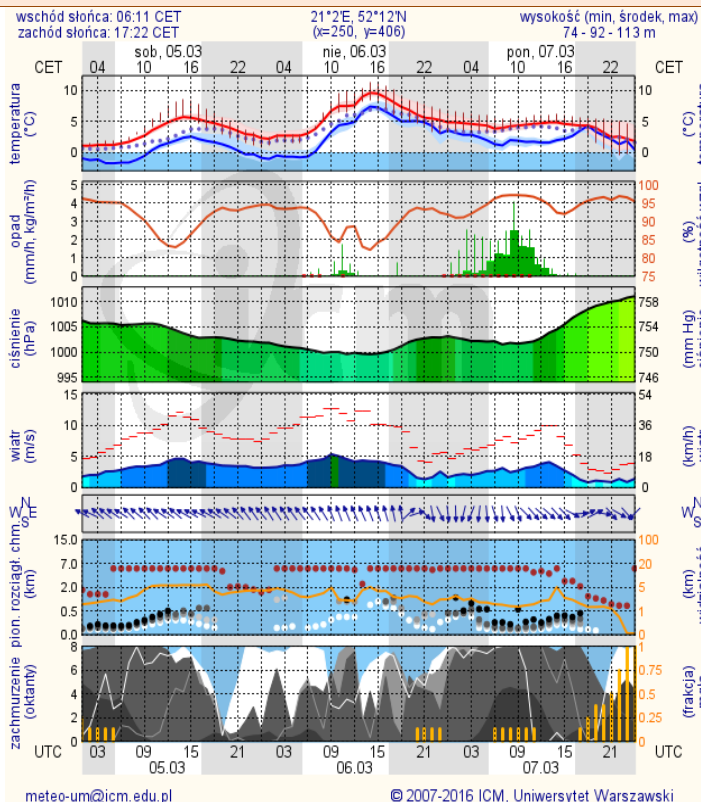 wschód słońca: 06:11 CET 21°2'E, 52°12'N wysokość (min, środek, max)
zachód słońca: 17:22 CET (x=250, y=406) 74 - 92 - 113 m
sob, 05.03 nie, 06.03 pon, 07.03
CET 04 10 16 22 04 10 16 22 04 10 16 22 CET
temperatura
(°C)
10
5
0
10
5
0
(°C)
opad
(mm/h, kg/m²/h)
5
4
3
2
1
0
100
95
90
85
80
75
(%)
ciśnienie
(hPa)
1010
1005
1000
995
758
754
750
746
(mm Hg)
wiatr
(m/s)
15
10
5
0
54
36
18
0
(km/h)
N
W E
S
N
W
S
pion. rozciągł. chm.
(km)
15.0
7.0
2.0
0.5
0.0
100
20
5
1
0
(km)
zachmurzenie
(oktanty)
8
6
4
2
0
1
0.75
0.5
0.25
0
(frakcja)
UTC 03 09 15 21 03 09 15 21 03 09 15 21 UTC
05.03 06.03 07.03
meteo-um@icm.edu.pl © 2007-2016 ICM, Uniwersytet Warszawski